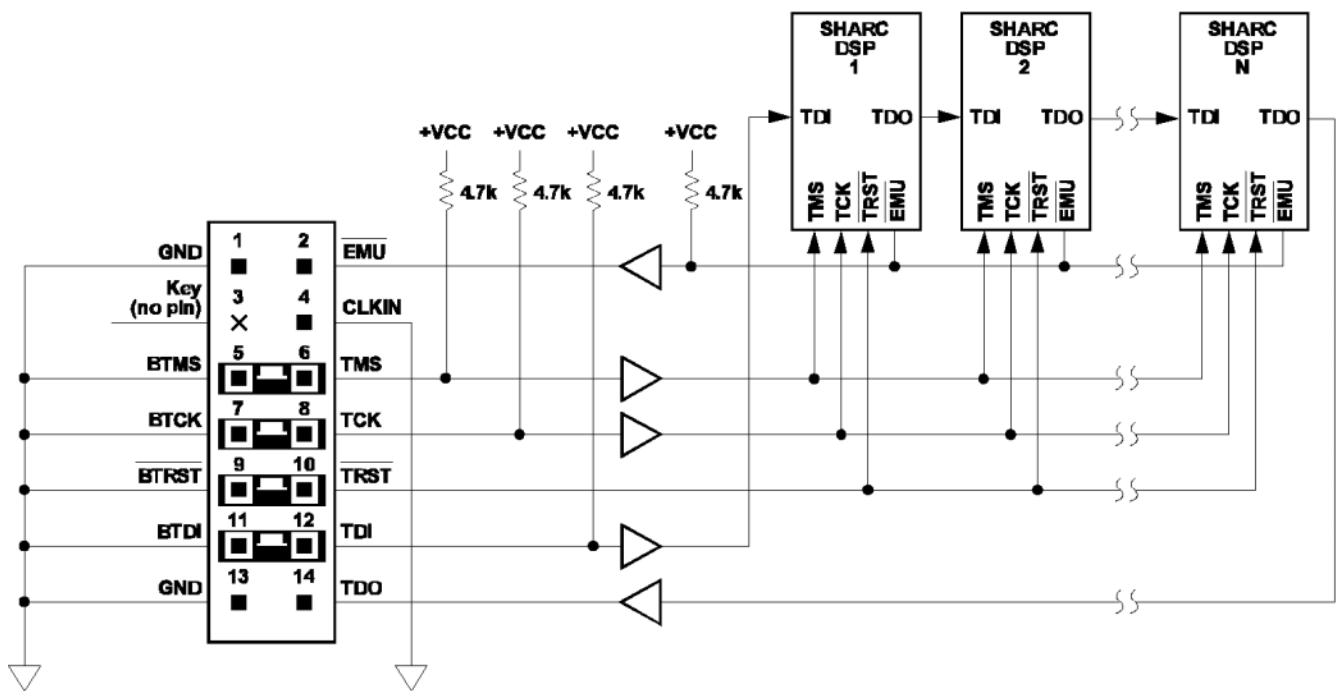 SHARC
DSP
1
SHARC
DSP
2
SHARC
DSP
N
TDI
TDO
TDI
TDO
TDI
TDO
TMS
TCK
TRST
EMU
TMS
TCK
TRST
EMU
TMS
TCK
TRST
EMU
+VCC
+VCC
+VCC
+VCC
4.7k
4.7k
4.7k
4.7k
GND
1
2
EMU
Key
(no pin)
3
4
CLKIN
BTMS
5
6
TMS
BTCK
7
8
TCK
BTRST
9
10
TRST
BTDI
11
12
TDI
GND
13
14
TDO